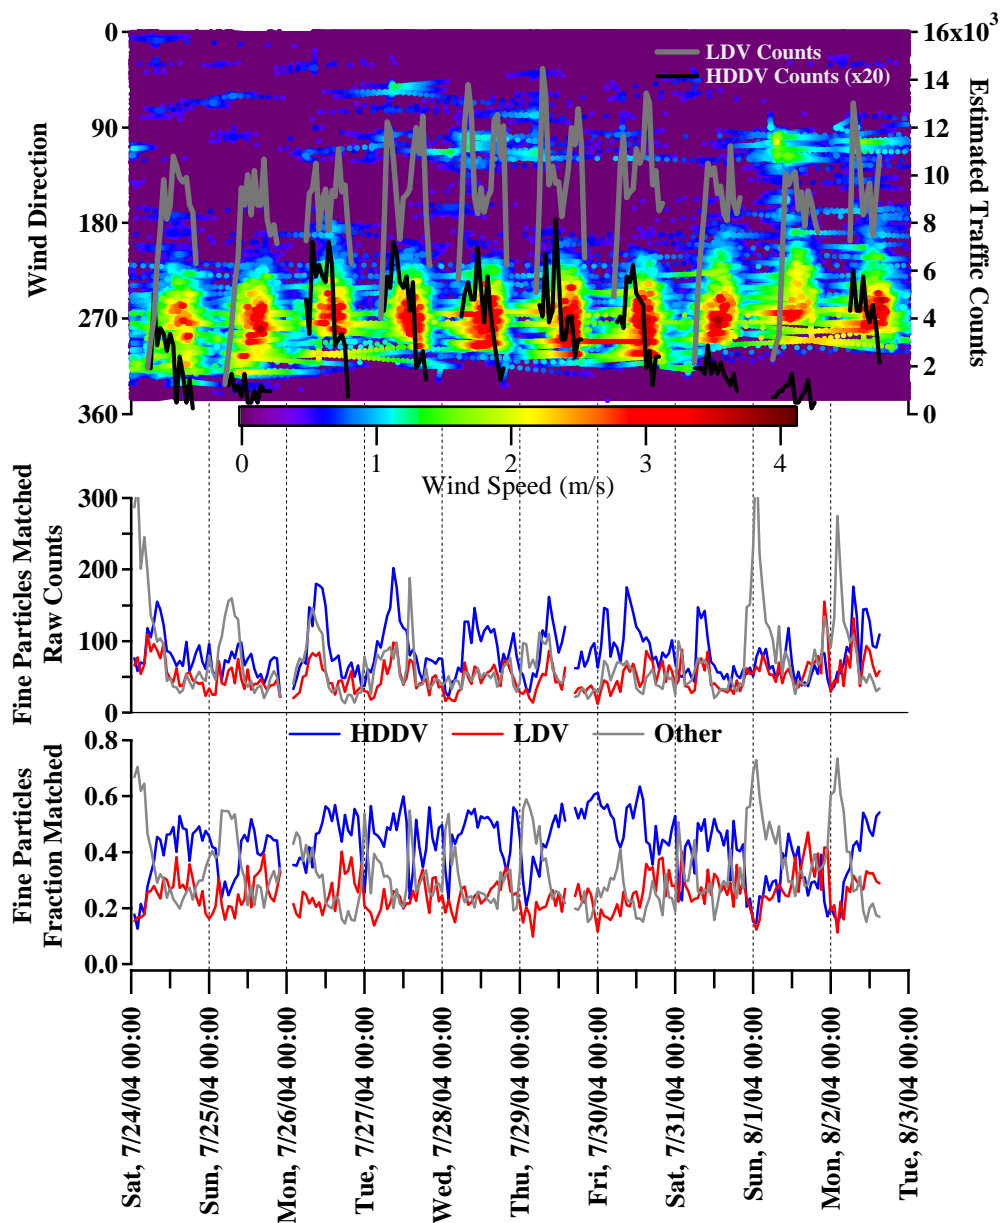 0
90
180
270
360
Wind Direction
LDV Counts
HDDV Counts (x20)
16x10³
14
12
10
8
6
4
2
0
Estimated Traffic
Counts
0
1
2
3
4
Wind Speed (m/s)
300
200
100
0
Fine Particles Matched
Raw Counts
HDDV
LDV
Other
0.8
0.6
0.4
0.2
0.0
Fine Particles
Fraction Matched
Sat, 7/24/04 00:00
Sun, 7/25/04 00:00
Mon, 7/26/04 00:00
Tue, 7/27/04 00:00
Wed, 7/28/04 00:00
Thu, 7/29/04 00:00
Fri, 7/30/04 00:00
Sat, 7/31/04 00:00
Sun, 8/1/04 00:00
Mon, 8/2/04 00:00
Tue, 8/3/04 00:00